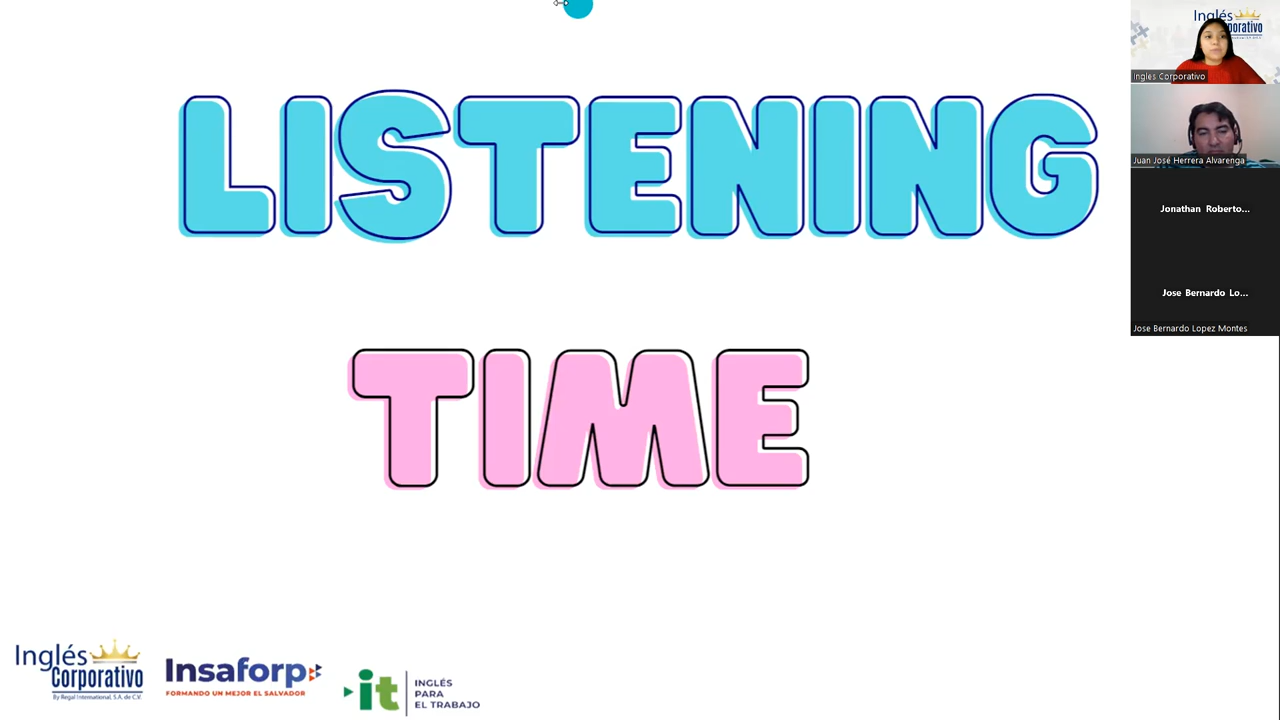 LISTENING
TIME
Inglés
Corporativo
Ingles Corporativo
Juan José Herrera Alvarenga
Jonathan Roberto...
Jose Bernardo Lo...
Jose Bernardo Lopez Montes
Inglés
Corporativo
By Regal International, S.A. de C.V.
Insaforp
FORMANDO UN MEJOR EL SALVADOR
it
INGLÉS
PARA
EL TRABAJO